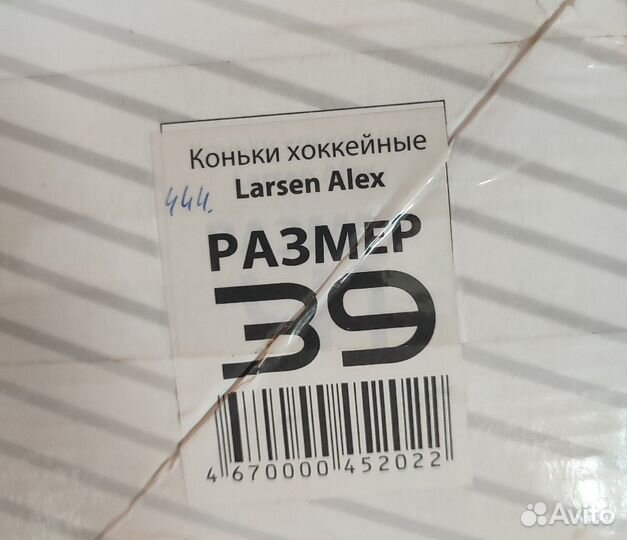 Коньки хоккейные
Larsen Alex
444.
РАЗМЕР
39
4 670000 452022
Avito